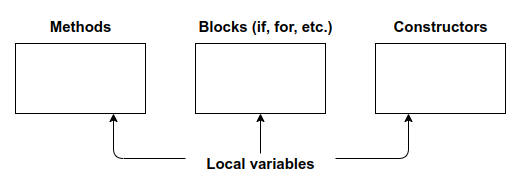 Methods
Blocks (if, for, etc.)
Constructors
Local variables